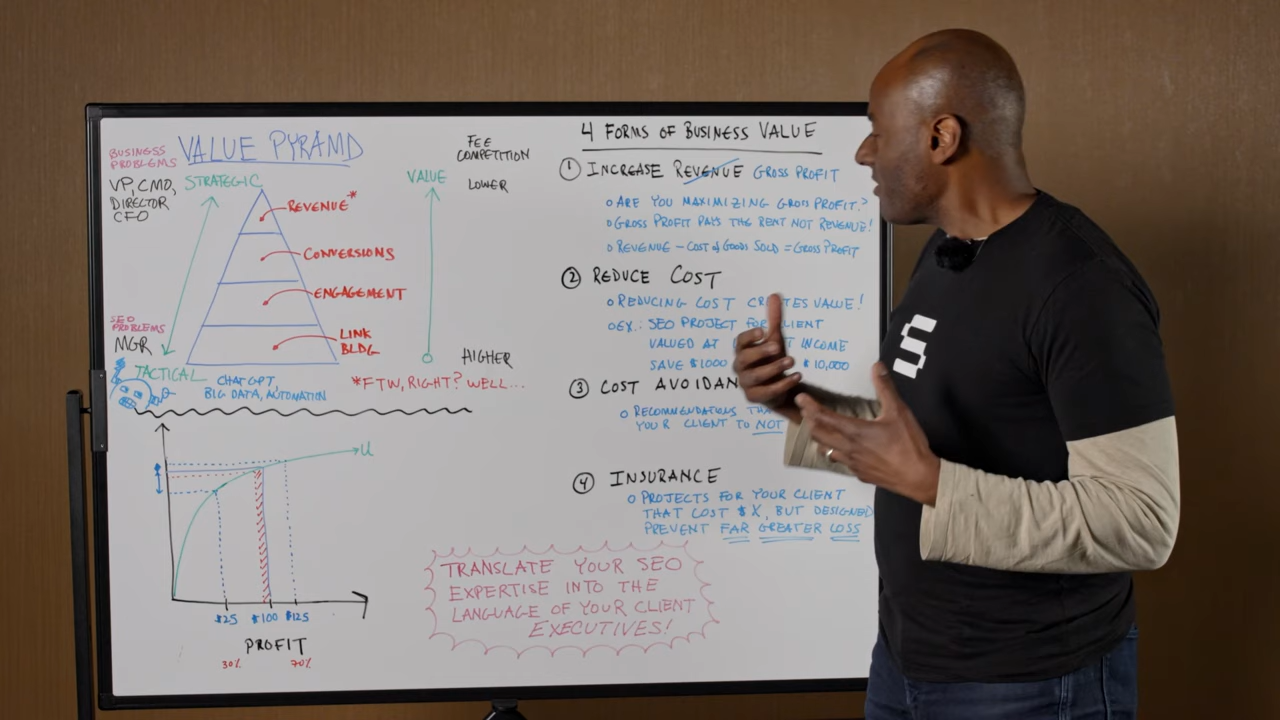 BUSINESS
PROBLEMS
VALUE PYRAMD
VP, CMO,
DIRECTOR
CFO
STRATEGIC
REVENUE*
CONVERSIONS
ENGAGEMENT
LINK
BLDG
SEO
PROBLEMS
MGR
TACTICAL
CHATGPT,
BIG DATA, AUTOMATION
FEE
COMPETITION
VALUE
LOWER
HIGHER
*FTW, RIGHT? WELL...
U
$25 $100 $125
PROFIT
30% 70%
4 FORMS OF BUSINESS VALUE
1 INCREASE REVENUE GROSS PROFIT
ARE YOU MAXIMIZING GROSS PROFIT?
GROSS PROFIT PAYS THE RENT NOT REVENUE!
REVENUE - COST OF GOODS SOLD = GROSS PROFIT
2 REDUCE COST
REDUCING COST VALUE!
EX.: SEO PROJECT FOR CLIENT
VALUED AT INCOME
SAVE $1000 $10,000
3 COST
RECOMMENDATIONS
YOUR CLIENT TO NOT
4 INSURANCE
PROJECTS FOR YOUR CLIENT
THAT COST $X, BUT DESIGNED
PREVENT FAR GREATER LOSS
TRANSLATE YOUR SEO
EXPERTISE INTO THE
LANGUAGE OF YOUR CLIENT
EXECUTIVES!
S